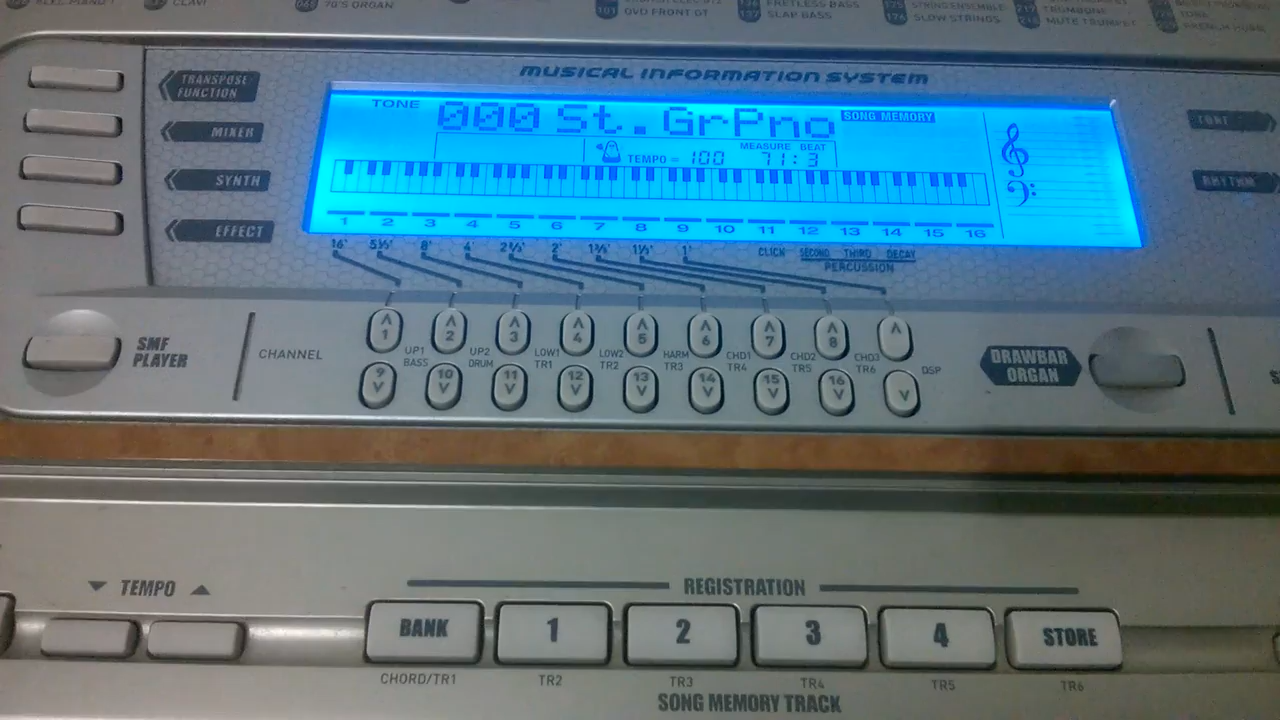 CLAVI
70'S ORGAN
GVD FRONT GT
FRETLESS BASS
SLAP BASS
SLOW STRINGS
TROMBONE
MUTE TRUMPET
MUSICAL INFORMATION SYSTEM
TRANSPOSE/
FUNCTION
MIXER
SYNTH
EFFECT
TONE
RHYTHM
TONE 000 St.GrPno SONG MEMORY
MEASURE BEAT
TEMPO = 100 71:3
1 2 3 4 5 6 7 8 9 10 11 12 13 14 15 16
16' 5⅓' 8' 4' 2⅔' 2' 1⅗' 1⅓' 1' CLICK SECOND THIRD DECAY
PERCUSSION
SMF
PLAYER
CHANNEL
1 2 3 4 5 6 7 8
UP1 UP2 LOW1 LOW2 HARM CHD1 CHD2 CHD3
BASS DRUM TR1 TR2 TR3 TR4 TR5 TR6 DSP
9 10 11 12 13 14 15 16
DRAWBAR
ORGAN
TEMPO
REGISTRATION
BANK 1 2 3 4 STORE
CHORD/TR1 TR2 TR3 TR4 TR5 TR6
SONG MEMORY TRACK